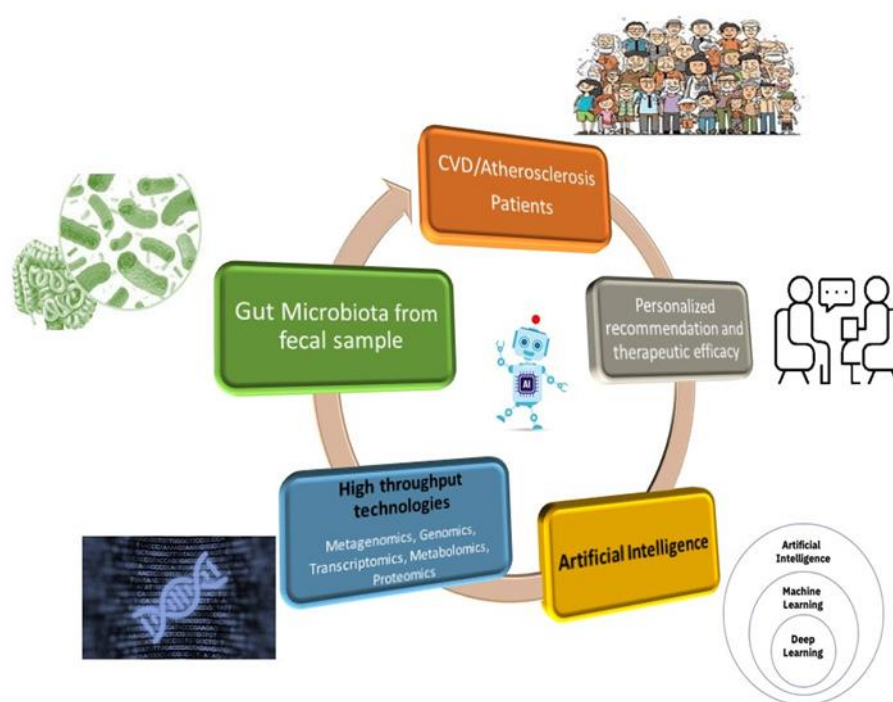 CVD/Atherosclerosis
Patients
Gut Microbiota from
fecal sample
Personalized
recommendation and
therapeutic efficacy
AI
High throughput
technologies
Metagenomics, Genomics,
Transcriptomics, Metabolomics,
Proteomics
Artificial Intelligence
Artificial
Intelligence
Machine
Learning
Deep
Learning